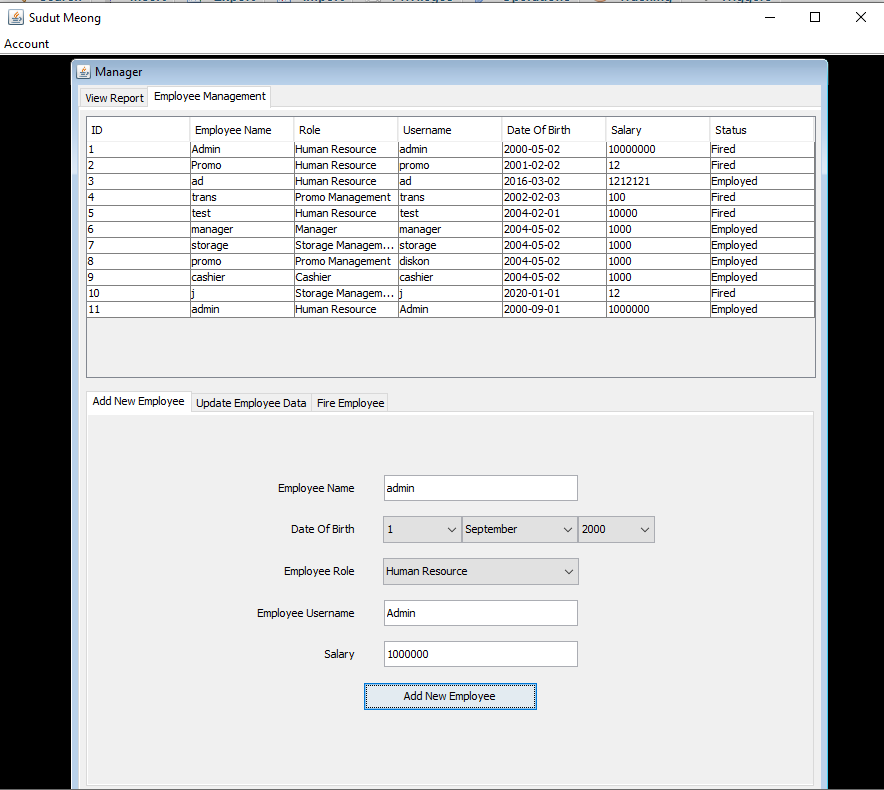 Sudut Meong
Account
Manager
View Report Employee Management
ID Employee Name Role Username Date Of Birth Salary Status
1 Admin Human Resource admin 2000-05-02 10000000 Fired
2 Promo Human Resource promo 2001-02-02 12 Fired
3 ad Human Resource ad 2016-03-02 1212121 Employed
4 trans Promo Management trans 2002-02-03 100 Fired
5 test Human Resource test 2004-02-01 10000 Fired
6 manager Manager manager 2004-05-02 1000 Employed
7 storage Storage Managem... storage 2004-05-02 1000 Employed
8 promo Promo Management diskon 2004-05-02 1000 Employed
9 cashier Cashier cashier 2004-05-02 1000 Employed
10 j Storage Managem... j 2020-01-01 12 Fired
11 admin Human Resource Admin 2000-09-01 1000000 Employed
Add New Employee Update Employee Data Fire Employee
Employee Name admin
Date Of Birth 1 September 2000
Employee Role Human Resource
Employee Username Admin
Salary 1000000
Add New Employee